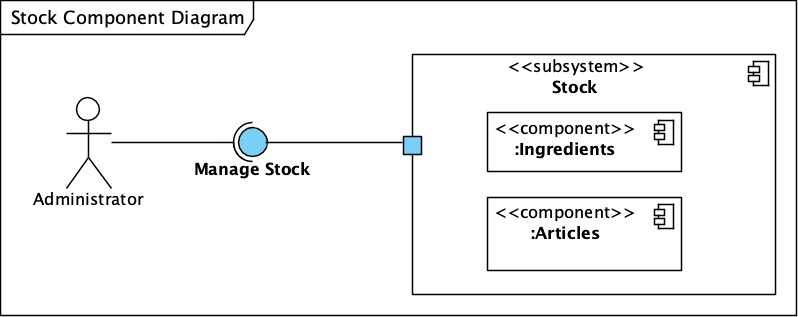 Stock Component Diagram
<<subsystem>>
Stock
<<component>>
:Ingredients
Manage Stock
Administrator
<<component>>
:Articles